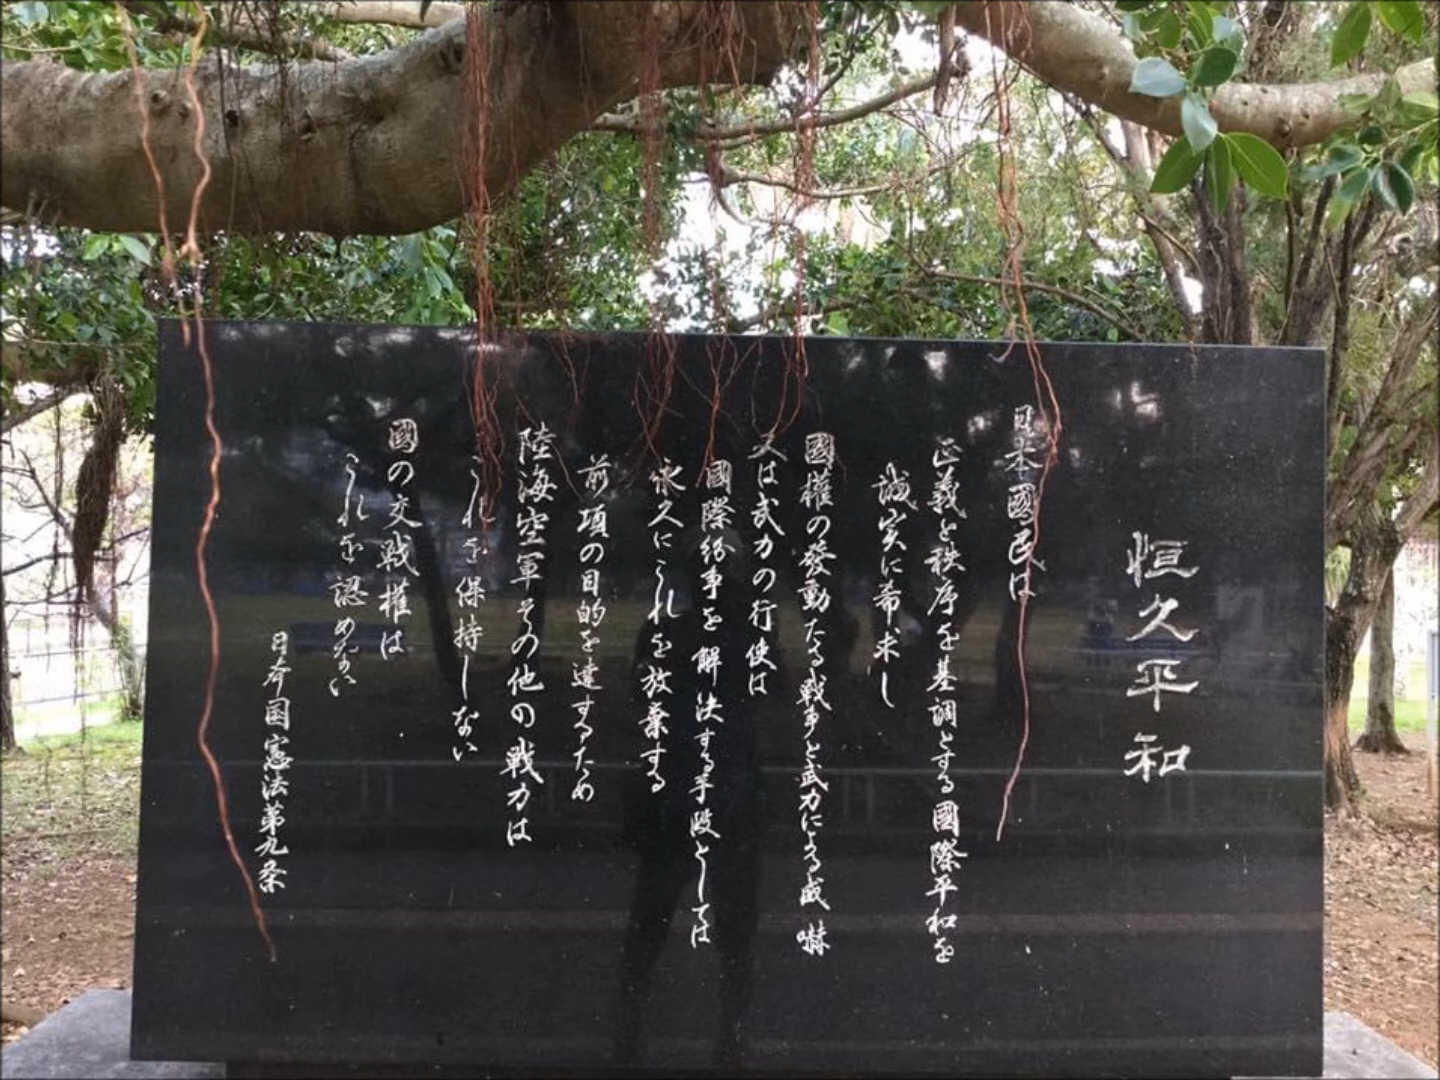 恒久平和
日本國民は
正義と秩序を基調とする國際平和を
誠実に希求し
國権の發動たる戦争と武力による威嚇
又は武力の行使は
國際紛争を解決する手段としては
永久にこれを放棄する
前項の目的を達するため
陸海空軍その他の戦力は
これを保持しない
國の交戦権は
これを認めない
日本国憲法第九条